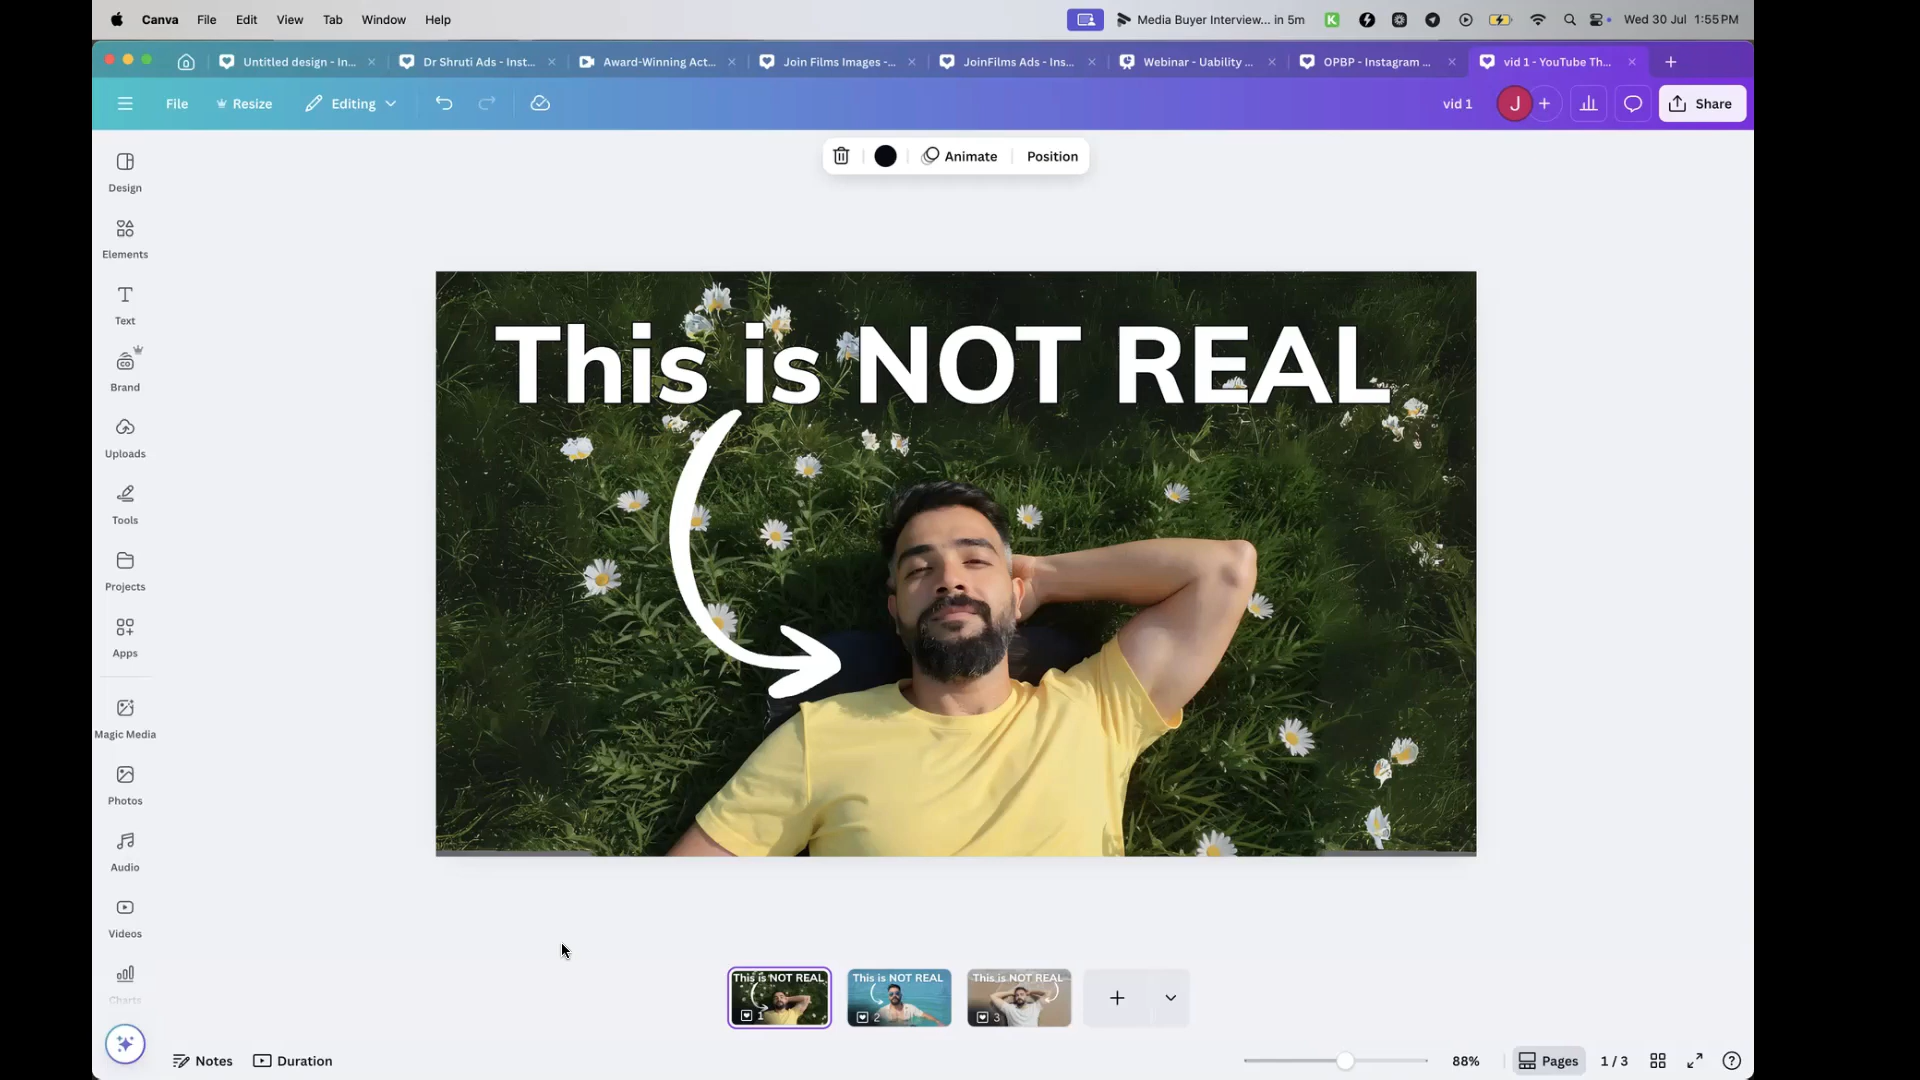 Canva File Edit View Tab Window Help Media Buyer Interview... in 5m Wed 30 Jul 1:55 PM
Untitled design - In... Dr Shruti Ads - Inst... Award-Winning Act... Join Films Images -... JoinFilms Ads - Ins... Webinar - Uability ... OPBP - Instagram ... vid 1 - YouTube Th...
File Resize Editing vid 1 J Share
Animate Position
Design
Elements
Text
Brand
Uploads
Tools
Projects
Apps
Magic Media
Photos
Audio
Videos
Charts
This is NOT REAL
This is NOT REAL This is NOT REAL This is NOT REAL
1 2 3
Notes Duration 88% Pages 1 / 3